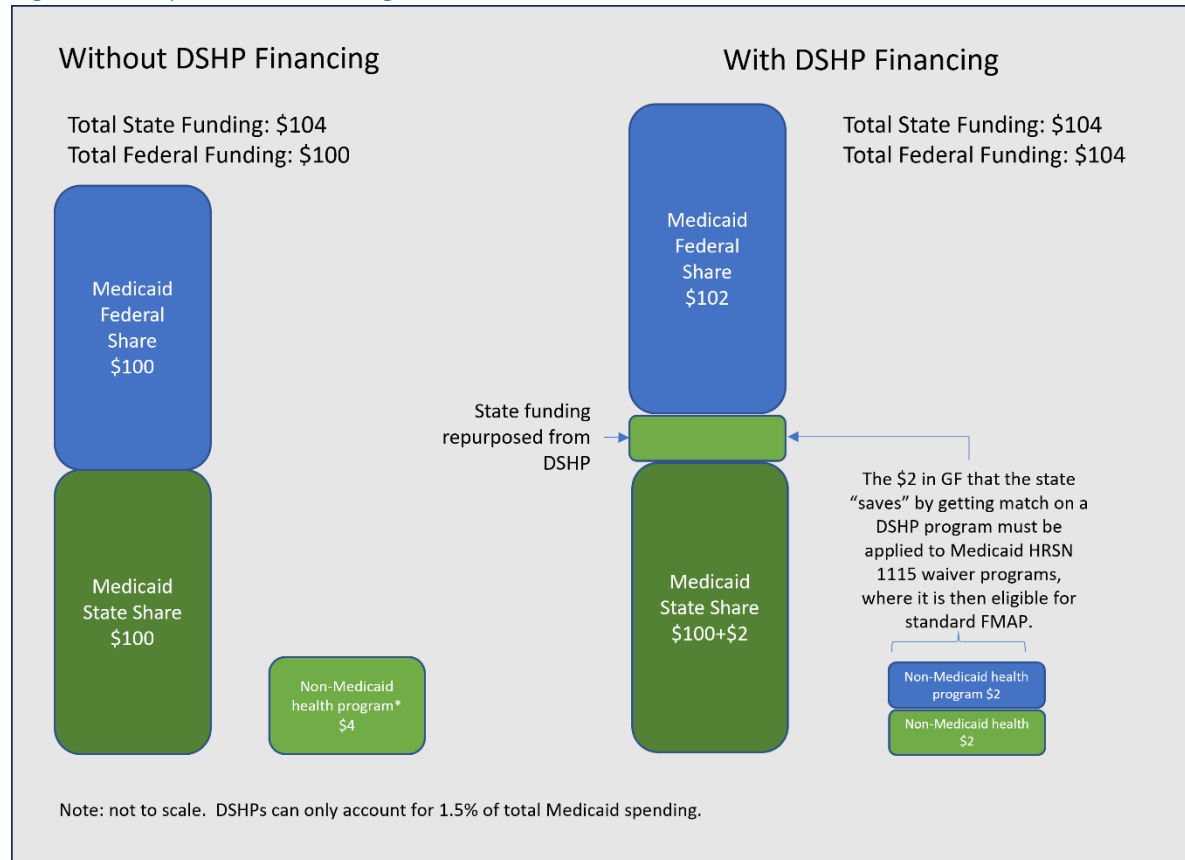 Without DSHP Financing
Total State Funding: $104
Total Federal Funding: $100
Medicaid
Federal
Share
$100
Medicaid
State Share
$100
Non-Medicaid
health program*
$4
With DSHP Financing
Total State Funding: $104
Total Federal Funding: $104
Medicaid
Federal
Share
$102
State funding
repurposed from
DSHP
Medicaid
State Share
$100+$2
The $2 in GF that the state
“saves” by getting match on a
DSHP program must be
applied to Medicaid HRSN
1115 waiver programs,
where it is then eligible for
standard FMAP.
Non-Medicaid health
program $2
Non-Medicaid health
$2
Note: not to scale.  DSHPs can only account for 1.5% of total Medicaid spending.